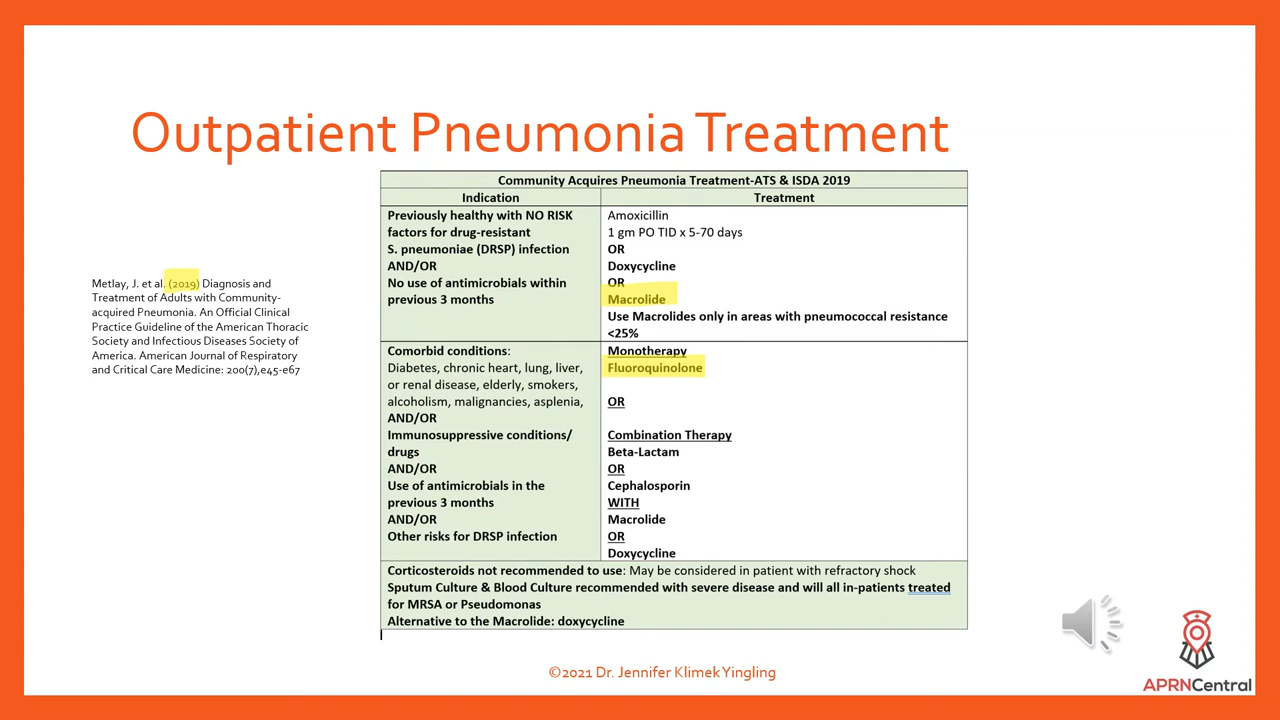 Outpatient Pneumonia Treatment
Metlay, J. et al. (2019) Diagnosis and
Treatment of Adults with Community-
acquired Pneumonia. An Official Clinical
Practice Guideline of the American Thoracic
Society and Infectious Diseases Society of
America. American Journal of Respiratory
and Critical Care Medicine: 200(7),e45-e67
Community Acquires Pneumonia Treatment-ATS & ISDA 2019
Indication
Treatment
Previously healthy with NO RISK
factors for drug-resistant
S. pneumoniae (DRSP) infection
AND/OR
No use of antimicrobials within
previous 3 months
Amoxicillin
1 gm PO TID x 5-70 days
OR
Doxycycline
OR
Macrolide
Use Macrolides only in areas with pneumococcal resistance
<25%
Comorbid conditions:
Diabetes, chronic heart, lung, liver,
or renal disease, elderly, smokers,
alcoholism, malignancies, asplenia,
AND/OR
Immunosuppressive conditions/
drugs
AND/OR
Use of antimicrobials in the
previous 3 months
AND/OR
Other risks for DRSP infection
Monotherapy
Fluoroquinolone
OR
Combination Therapy
Beta-Lactam
OR
Cephalosporin
WITH
Macrolide
OR
Doxycycline
Corticosteroids not recommended to use: May be considered in patient with refractory shock
Sputum Culture & Blood Culture recommended with severe disease and will all in-patients treated
for MRSA or Pseudomonas
Alternative to the Macrolide: doxycycline
©2021 Dr. Jennifer Klimek Yingling
APRNCentral